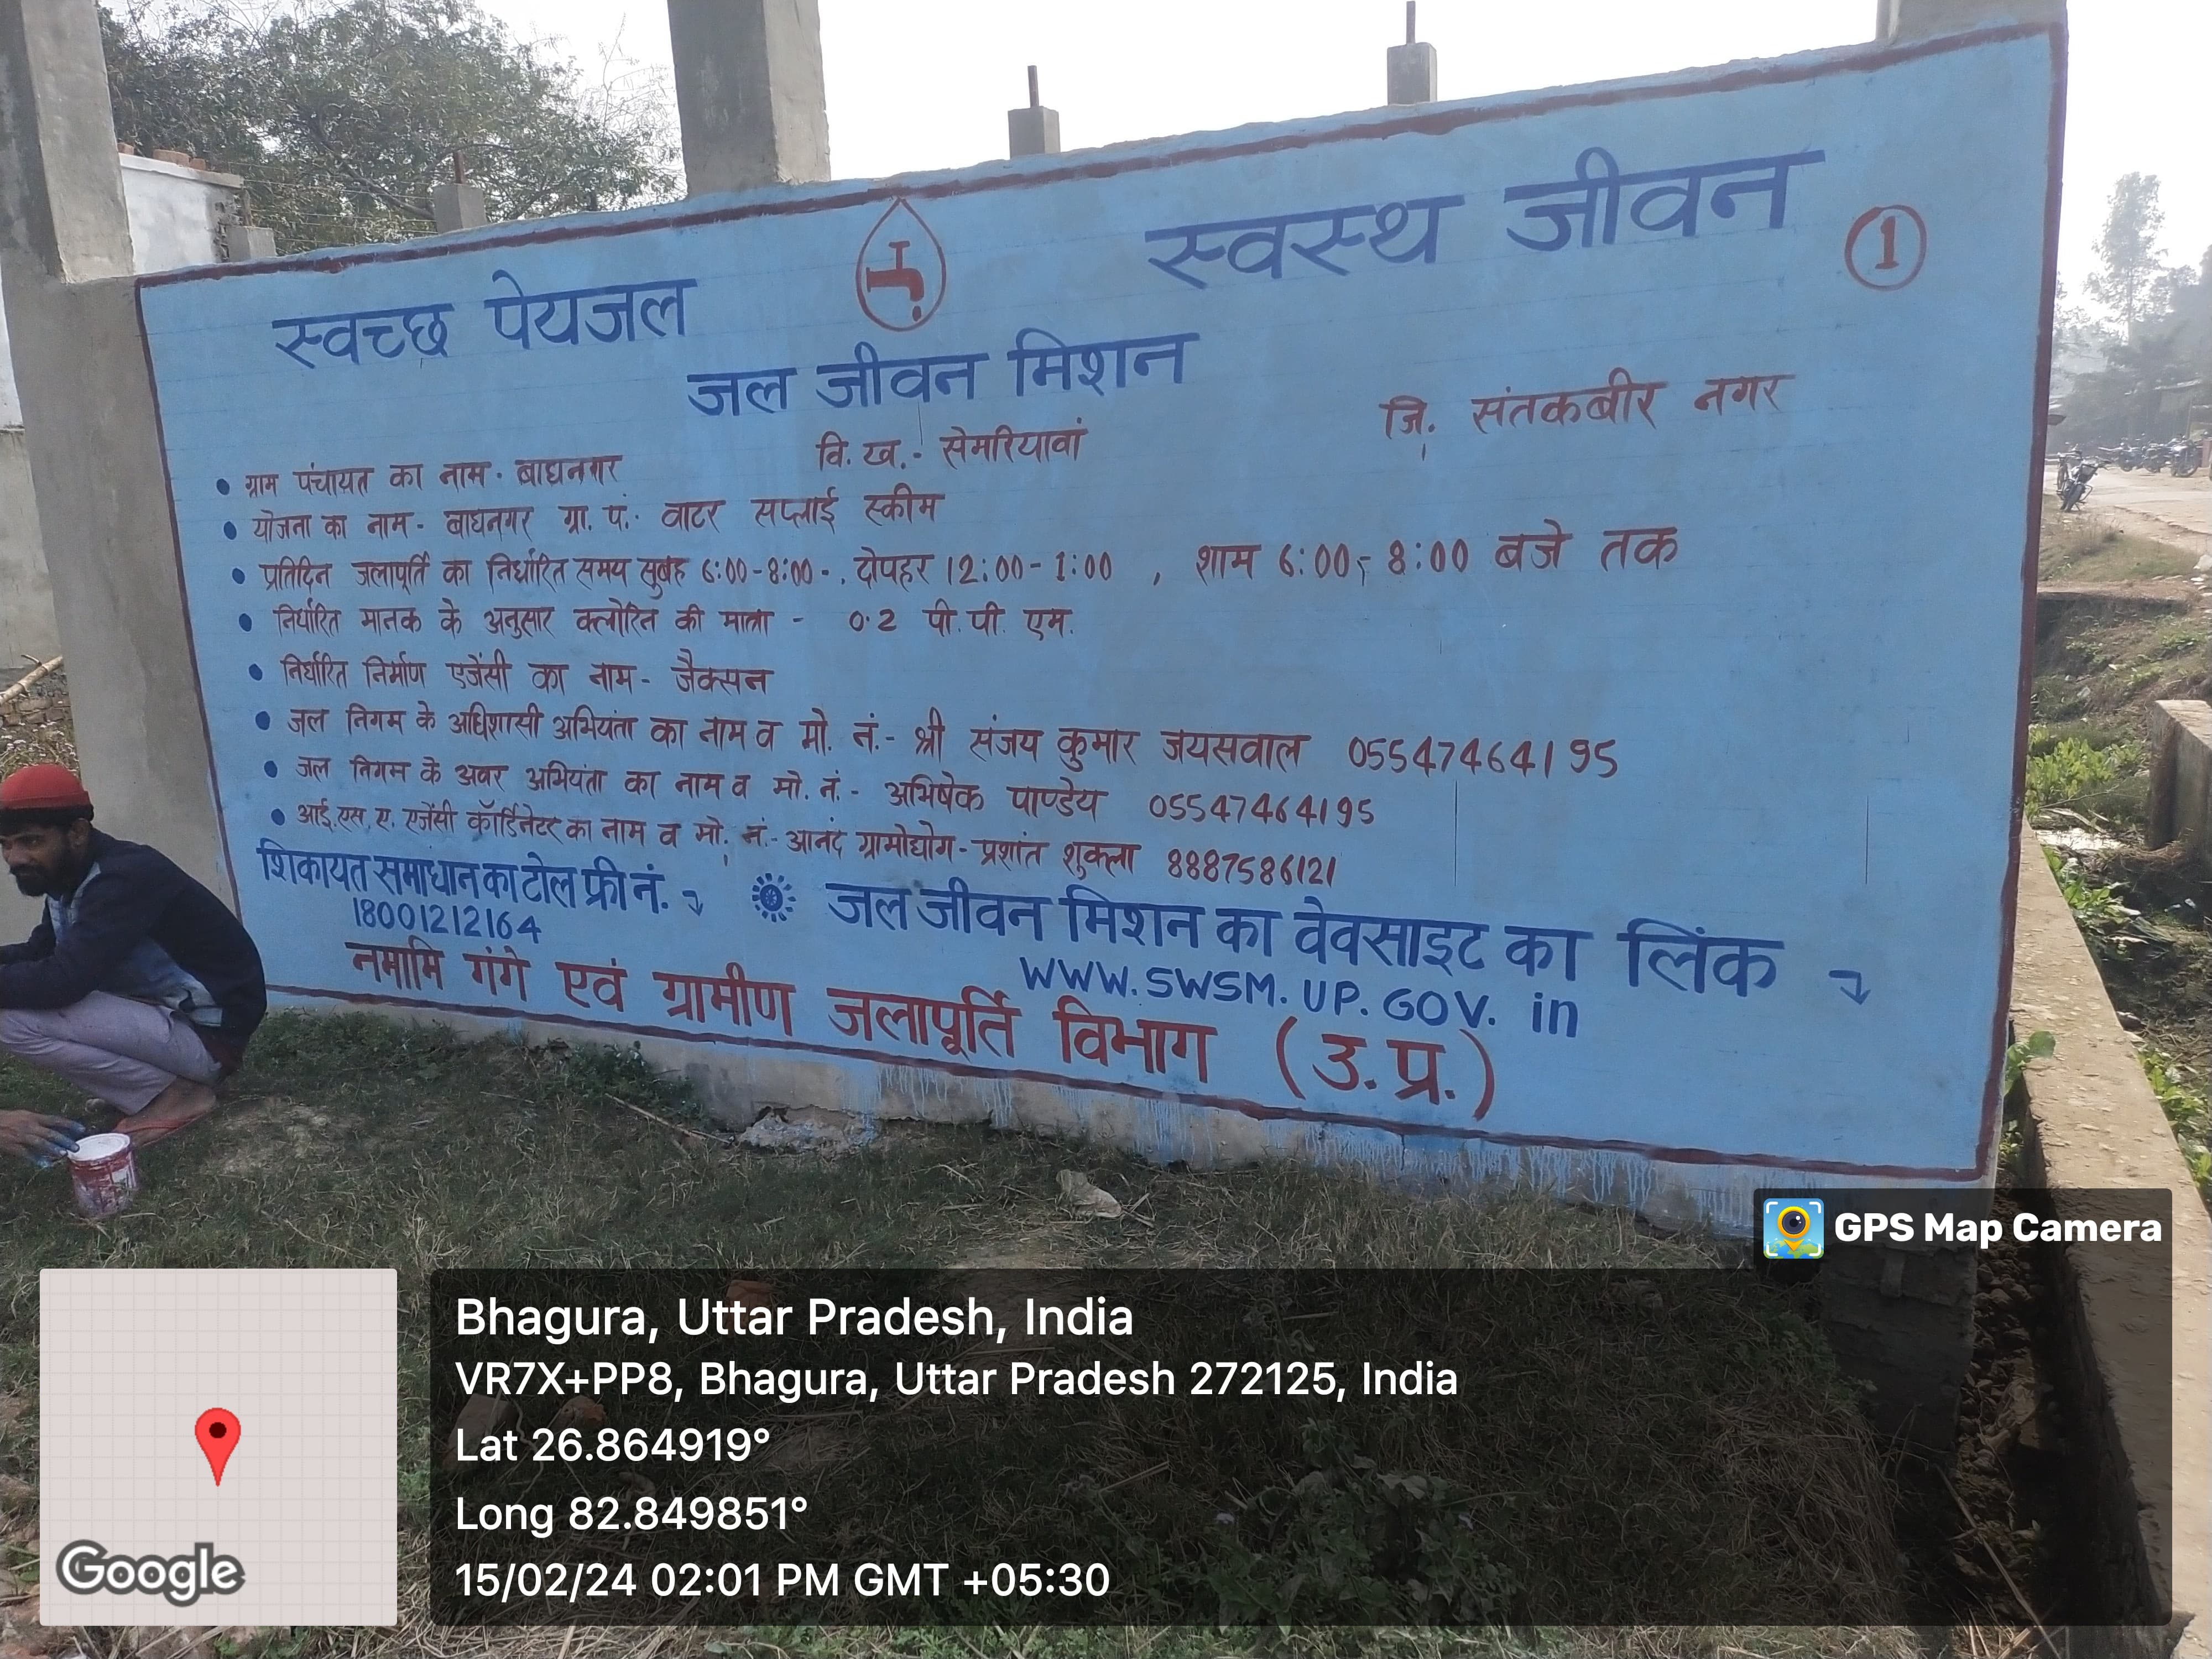 स्वच्छ पेयजल
स्वस्थ जीवन
1
जल जीवन मिशन
ग्राम पंचायत का नाम - बाघनगर वि. ख. - सेमरियावां जि. संतकबीर नगर
योजना का नाम - बाघनगर ग्रा. पं. वाटर सप्लाई स्कीम
प्रतिदिन जलापूर्ति का निर्धारित समय सुबह 6:00-8:00 -, दोपहर 12:00-1:00 , शाम 6:00- 8:00 बजे तक
निर्धारित मानक के अनुसार क्लोरिन की मात्रा - 0.2 पी.पी. एम.
निर्धारित निर्माण एजेंसी का नाम - जैक्सन
जल निगम के अधिशासी अभियंता का नाम व मो. नं. - श्री संजय कुमार जयसवाल 05547464195
जल निगम के अवर अभियंता का नाम व मो. नं. - अभिषेक पाण्डेय 05547464195
आई.एस. ए. एजेंसी कॉर्डिनेटर का नाम व मो. नं. - आनंद ग्रामोद्योग - प्रशांत शुक्ला 8887586121
शिकायत समाधान का टोल फ्री नं.
18001212164
जल जीवन मिशन का वेवसाइट का लिंक
WWW.SWSM.UP.GOV.in
नमामि गंगे एवं ग्रामीण जलापूर्ति विभाग (उ.प्र.)
GPS Map Camera
Google
Bhagura, Uttar Pradesh, India
VR7X+PP8, Bhagura, Uttar Pradesh 272125, India
Lat 26.864919°
Long 82.849851°
15/02/24 02:01 PM GMT +05:30